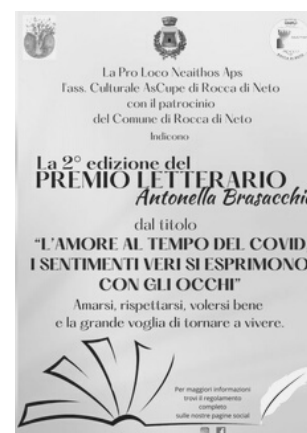 La Pro Loco Neaithos Aps
l'ass. Culturale AsCupe di Rocca di Neto
con il patrocinio
del Comune di Rocca di Neto
Indicono
La 2° edizione del
PREMIO LETTERARIO
Antonella Brasacchio
dal titolo
“L'AMORE AL TEMPO DEL COVID
I SENTIMENTI VERI SI ESPRIMONO
CON GLI OCCHI”
Amarsi, rispettarsi, volersi bene
e la grande voglia di tornare a vivere.
Per maggiori informazioni
trovi il regolamento
completo
sulle nostre pagine social